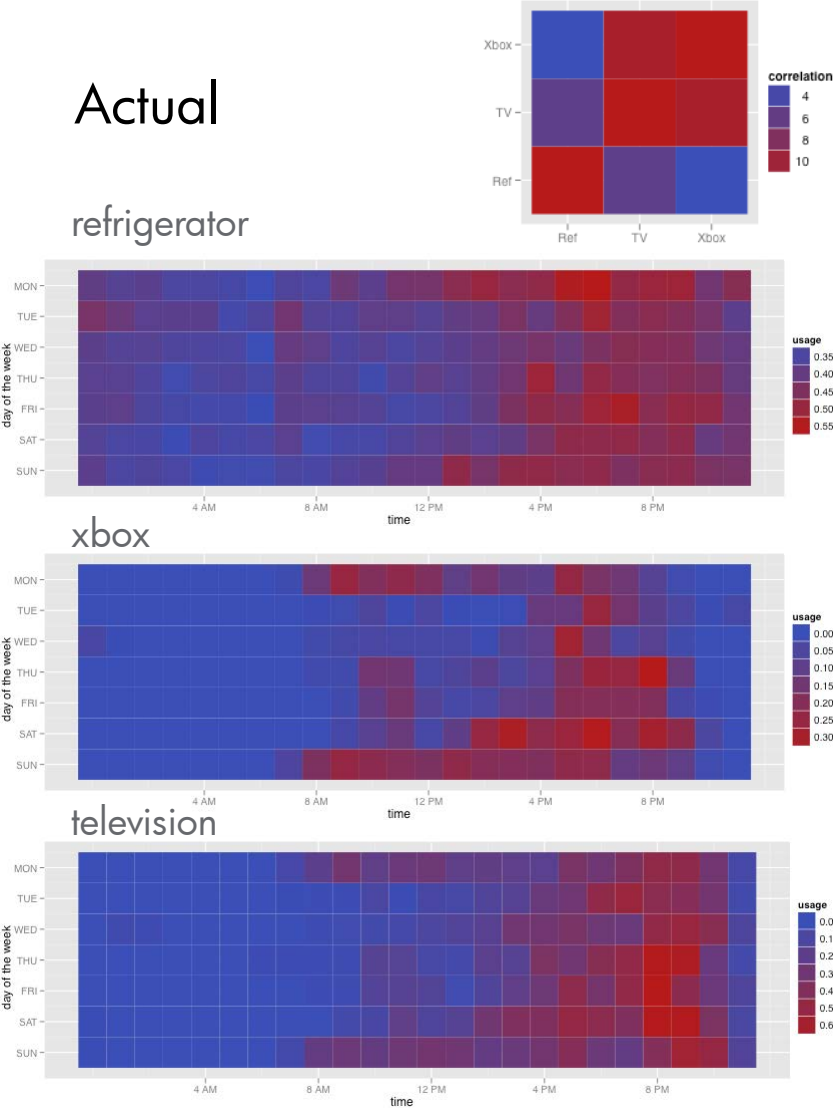 Actual
Xbox
TV
Ref
Ref TV Xbox
correlation
4
6
8
10
refrigerator
MON
TUE
WED
THU
FRI
SAT
SUN
day of the week
4 AM 8 AM 12 PM 4 PM 8 PM
time
usage
0.35
0.40
0.45
0.50
0.55
xbox
MON
TUE
WED
THU
FRI
SAT
SUN
day of the week
4 AM 8 AM 12 PM 4 PM 8 PM
time
usage
0.00
0.05
0.10
0.15
0.20
0.25
0.30
television
MON
TUE
WED
THU
FRI
SAT
SUN
day of the week
4 AM 8 AM 12 PM 4 PM 8 PM
time
usage
0.0
0.1
0.2
0.3
0.4
0.5
0.6